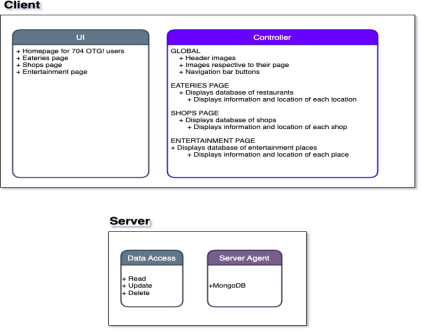 Client
UI
+ Homepage for 704 OTG! users
+ Eateries page
+ Shops page
+ Entertainment page
Controller
GLOBAL
+ Header images
+ Images respective to their page
+ Navigation bar buttons
EATERIES PAGE
+ Displays database of restaurants
+ Displays information and location of each location
SHOPS PAGE
+ Displays database of shops
+ Displays information and location of each shop
ENTERTAINMENT PAGE
+ Displays database of entertainment places
+ Displays information and location of each place
Server
Data Access
+ Read
+ Update
+ Delete
Server Agent
+MongoDB